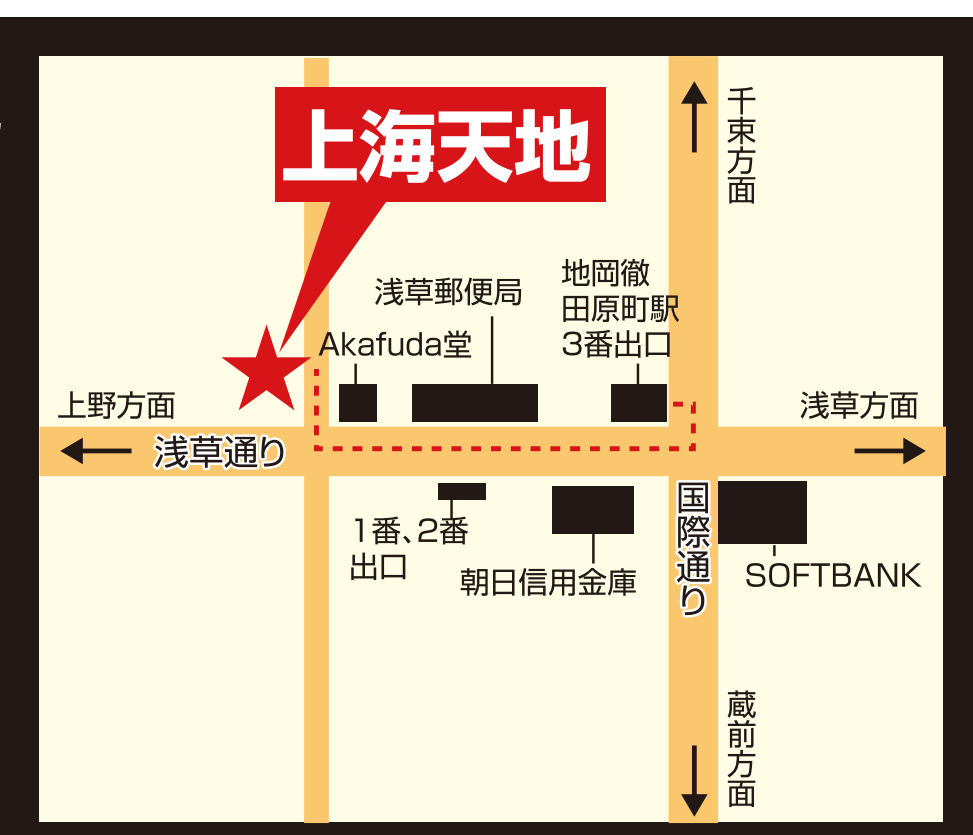 上海天地
千束方面
地岡徹
田原町駅
3番出口
浅草郵便局
Akafuda堂
上野方面
浅草方面
浅草通り
国際通り
1番、2番
出口
朝日信用金庫
SOFTBANK
蔵前方面